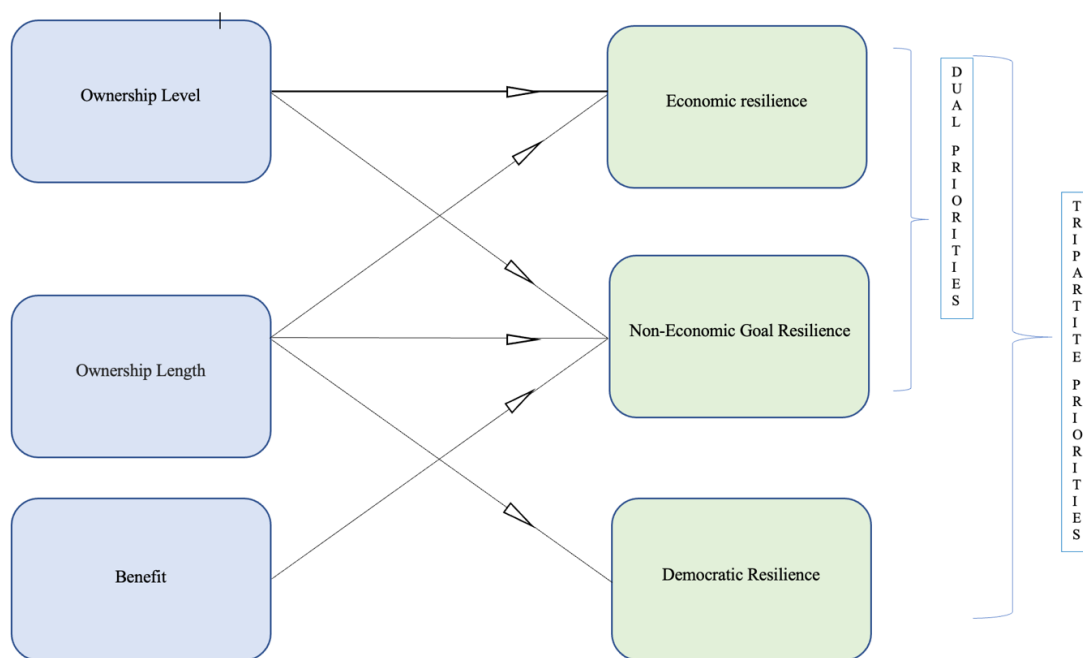 Ownership Level
Economic resilience
Ownership Length
Non-Economic Goal Resilience
Benefit
Democratic Resilience
DUAL PRIORITIES
TRIPARTITE PRIORITIES